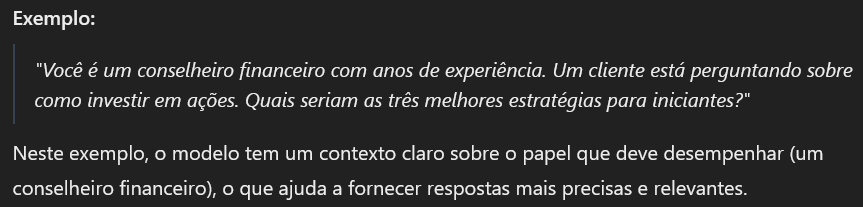 Exemplo:
"Você é um conselheiro financeiro com anos de experiência. Um cliente está perguntando sobre
como investir em ações. Quais seriam as três melhores estratégias para iniciantes?"
Neste exemplo, o modelo tem um contexto claro sobre o papel que deve desempenhar (um
conselheiro financeiro), o que ajuda a fornecer respostas mais precisas e relevantes.